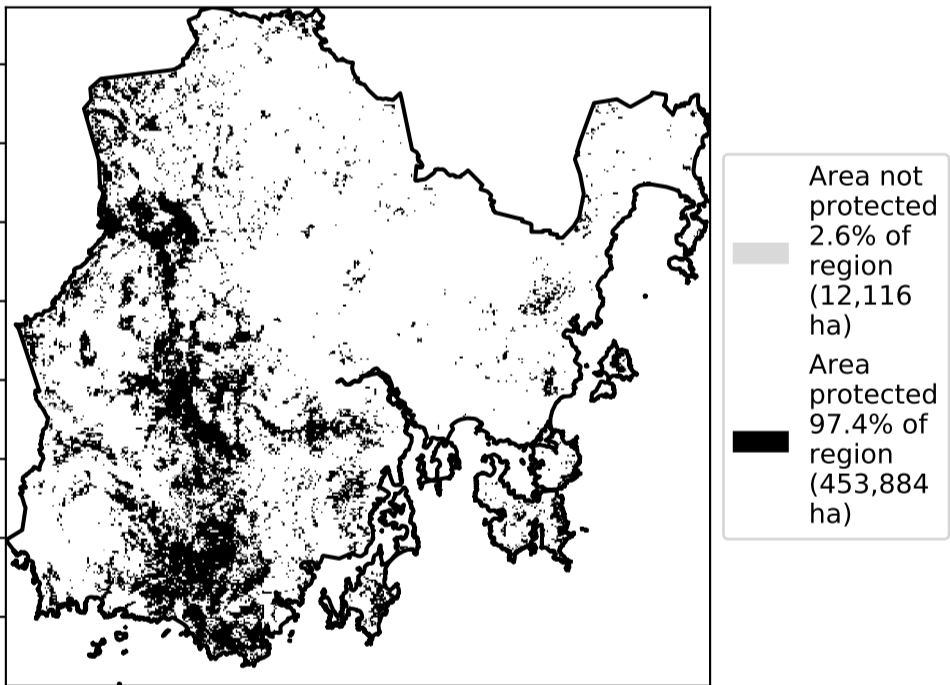 Area not
protected
2.6% of
region
(12,116
ha)
Area
protected
97.4% of
region
(453,884
ha)